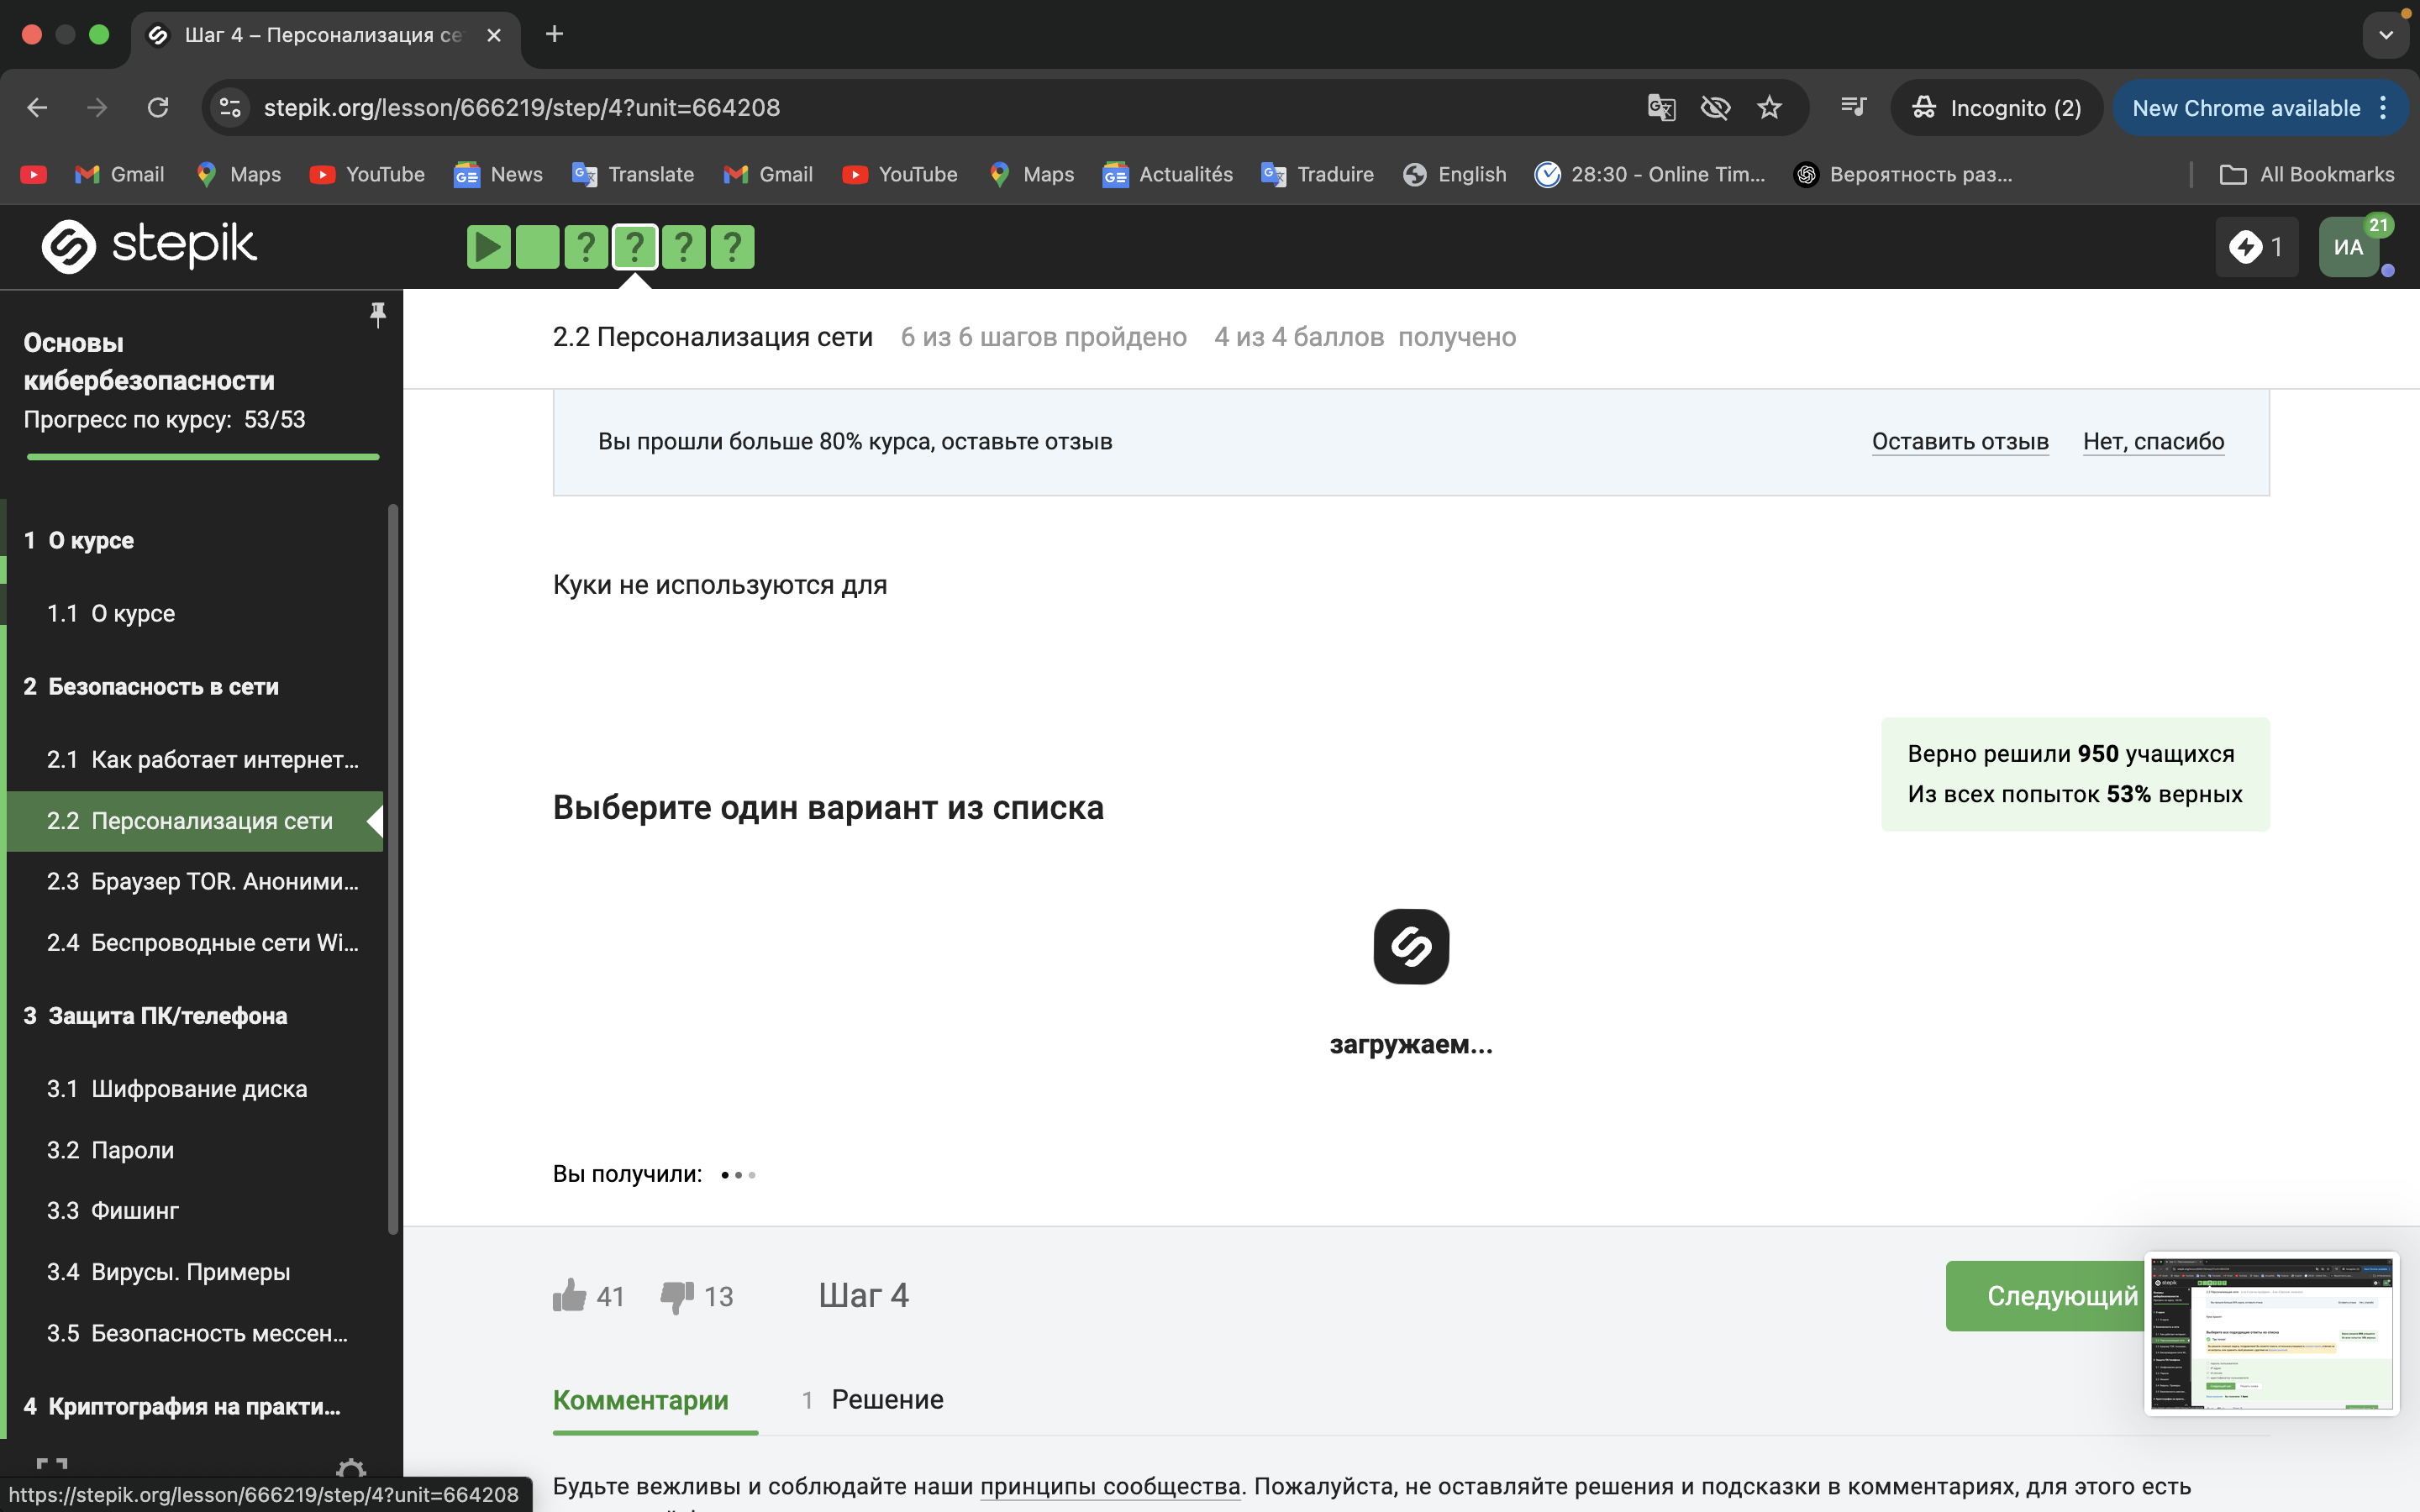 Шаг 4 – Персонализация се
stepik.org/lesson/666219/step/4?unit=664208
Incognito (2)
New Chrome available
Gmail
Maps
YouTube
News
Translate
Gmail
YouTube
Maps
Actualités
Traduire
English
28:30 - Online Tim...
Вероятность раз...
All Bookmarks
stepik
? ? ? ?
1
ИА
21
Основы
кибербезопасности
Прогресс по курсу: 53/53
1 О курсе
1.1 О курсе
2 Безопасность в сети
2.1 Как работает интернет...
2.2 Персонализация сети
2.3 Браузер TOR. Аноними...
2.4 Беспроводные сети Wi...
3 Защита ПК/телефона
3.1 Шифрование диска
3.2 Пароли
3.3 Фишинг
3.4 Вирусы. Примеры
3.5 Безопасность мессен...
4 Криптография на практи...
https://stepik.org/lesson/666219/step/4?unit=664208
2.2 Персонализация сети 6 из 6 шагов пройдено 4 из 4 баллов получено
Вы прошли больше 80% курса, оставьте отзыв
Оставить отзыв
Нет, спасибо
Куки не используются для
Верно решили 950 учащихся
Из всех попыток 53% верных
Выберите один вариант из списка
загружаем...
Вы получили:
41
13
Шаг 4
Следующий
Комментарии
1 Решение
Будьте вежливы и соблюдайте наши принципы сообщества. Пожалуйста, не оставляйте решения и подсказки в комментариях, для этого есть